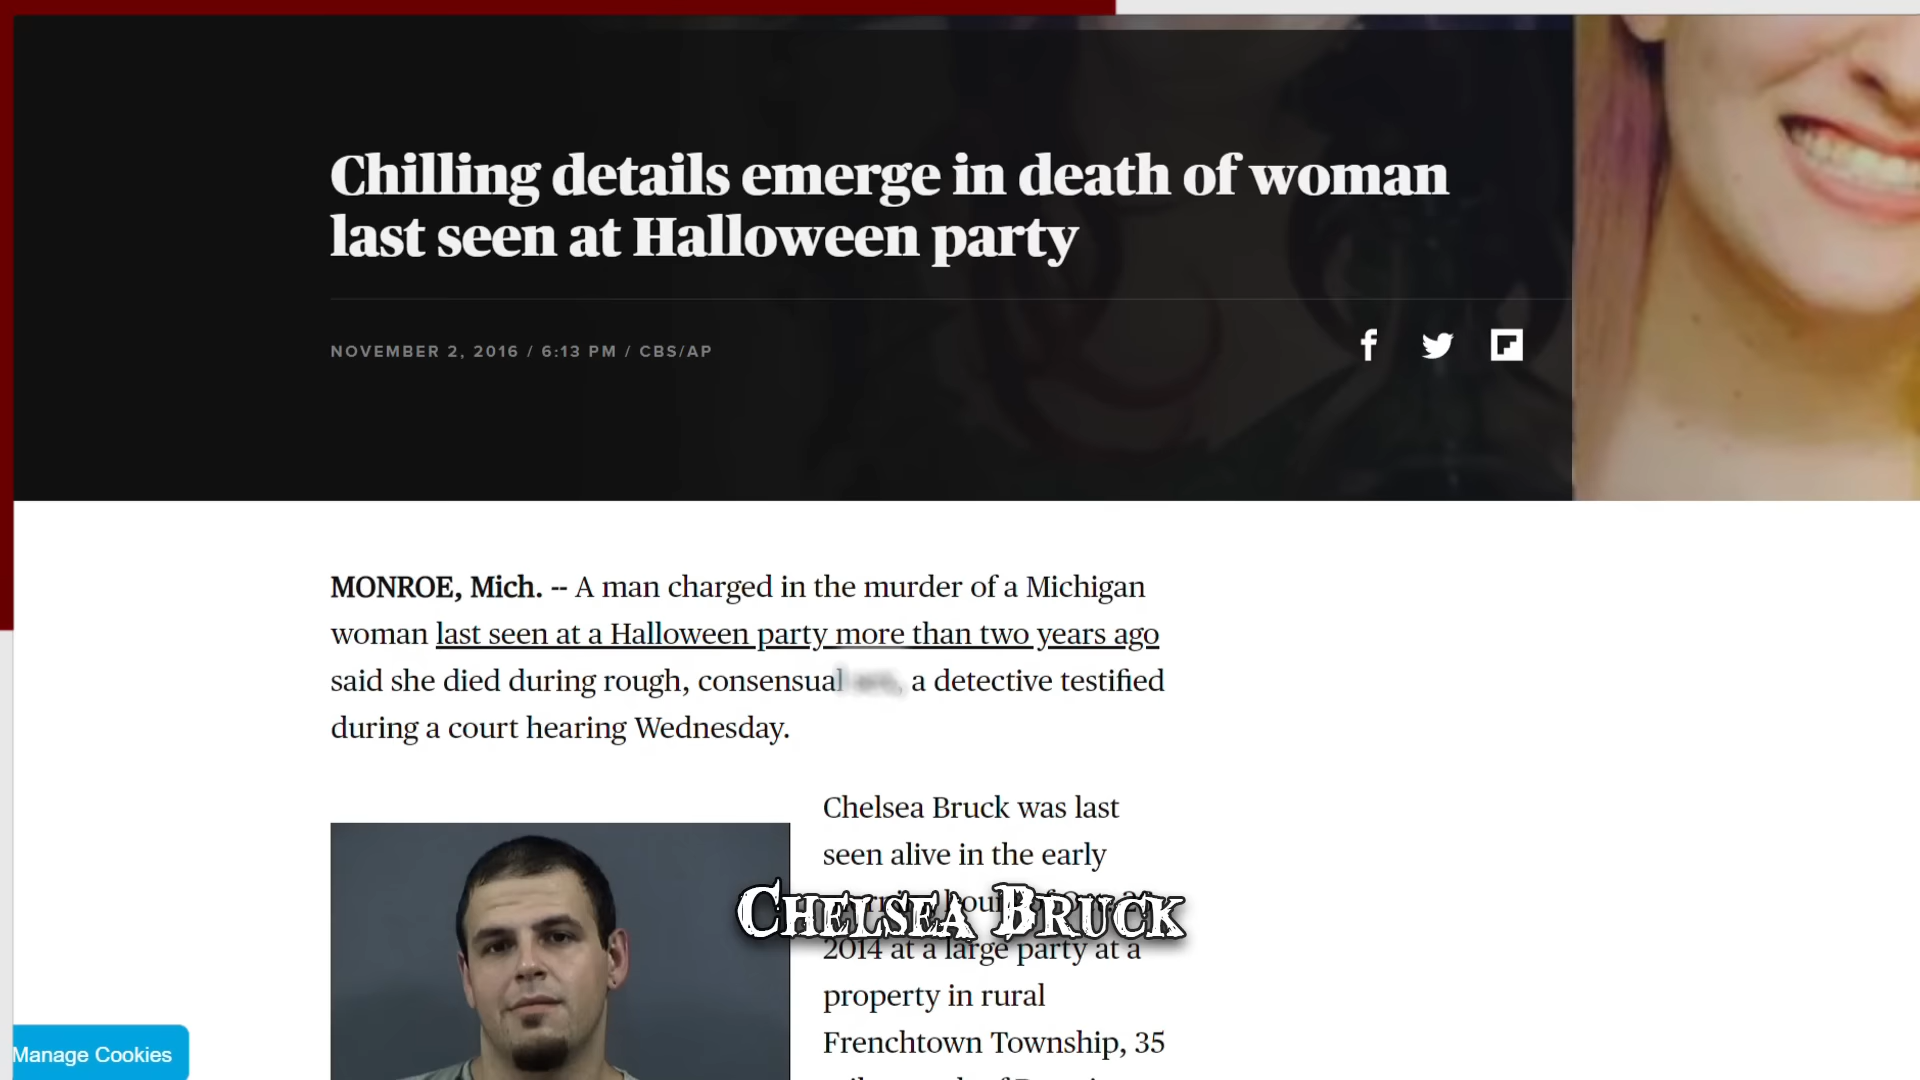 Chilling details emerge in death of woman
last seen at Halloween party
NOVEMBER 2, 2016 / 6:13 PM / CBS/AP
MONROE, Mich. -- A man charged in the murder of a Michigan
woman last seen at a Halloween party more than two years ago
said she died during rough, consensual a detective testified
during a court hearing Wednesday.
Chelsea Bruck was last
seen alive in the early
Chelsea Bruck
2014 at a large party at a
property in rural
Frenchtown Township, 35
Manage Cookies